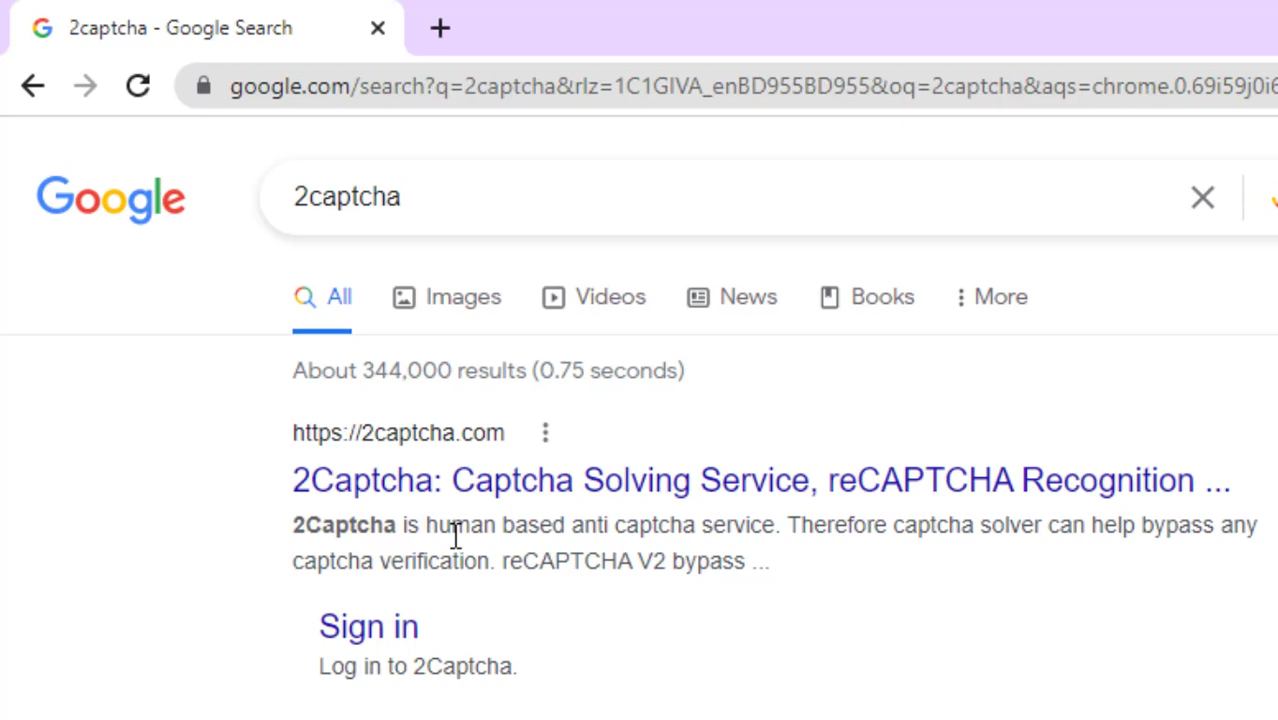 2captcha - Google Search
google.com/search?q=2captcha&rlz=1C1GIVA_enBD955BD955&oq=2captcha&aqs=chrome.0.69i59j0i6
Google
2captcha
All Images Videos News Books More
About 344,000 results (0.75 seconds)
https://2captcha.com
2Captcha: Captcha Solving Service, reCAPTCHA Recognition ...
2Captcha is human based anti captcha service. Therefore captcha solver can help bypass any
captcha verification. reCAPTCHA V2 bypass ...
Sign in
Log in to 2Captcha.